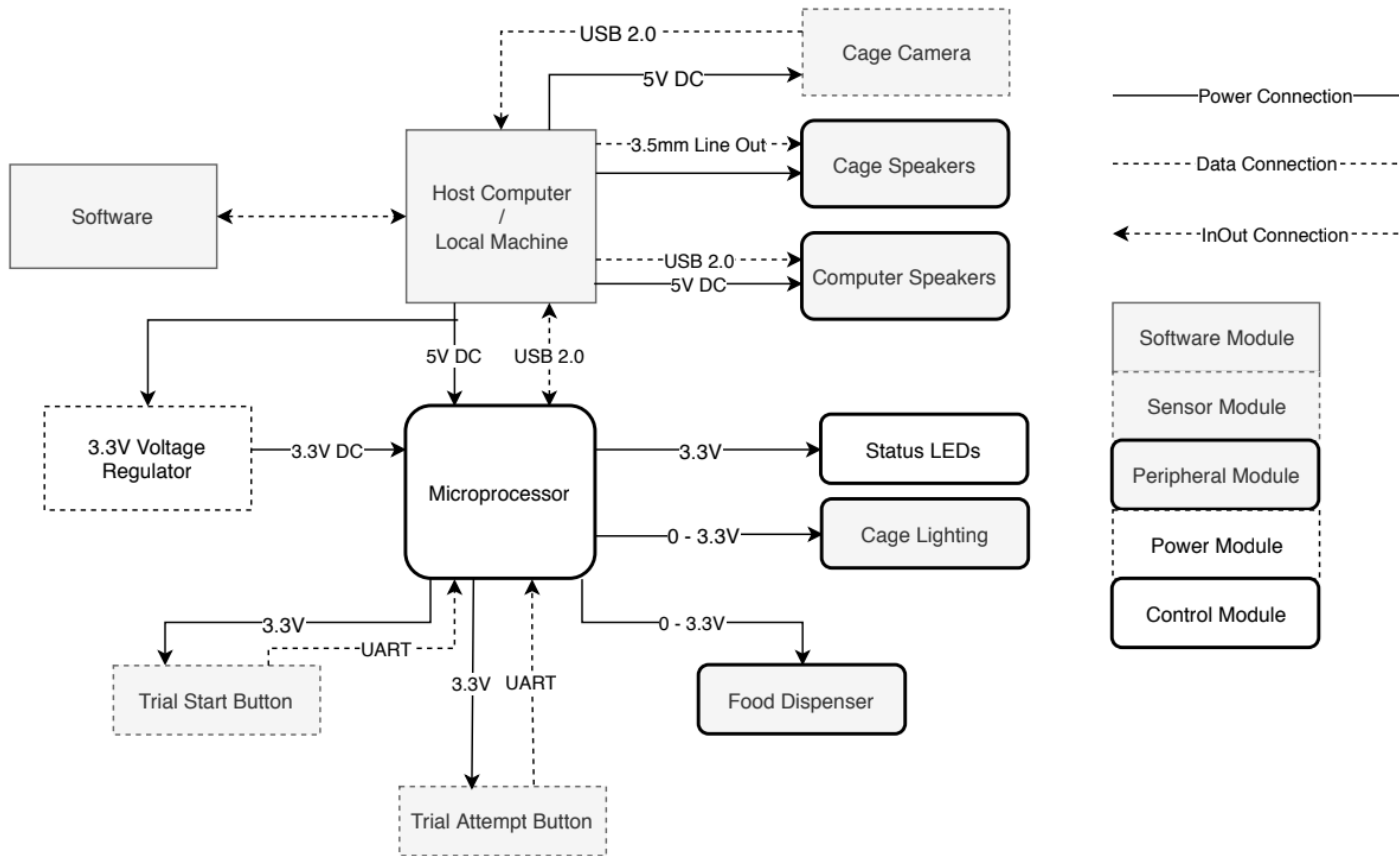 USB 2.0
Cage Camera
5V DC
Power Connection
3.5mm Line Out
Cage Speakers
Data Connection
Host Computer
/
Local Machine
Software
InOut Connection
USB 2.0
Computer Speakers
5V DC
Software Module
5V DC
USB 2.0
Sensor Module
3.3V Voltage
Regulator
3.3V DC
3.3V
Status LEDs
Peripheral Module
Microprocessor
0 - 3.3V
Cage Lighting
Power Module
Control Module
3.3V
0 - 3.3V
UART
3.3V
UART
Trial Start Button
Food Dispenser
Trial Attempt Button